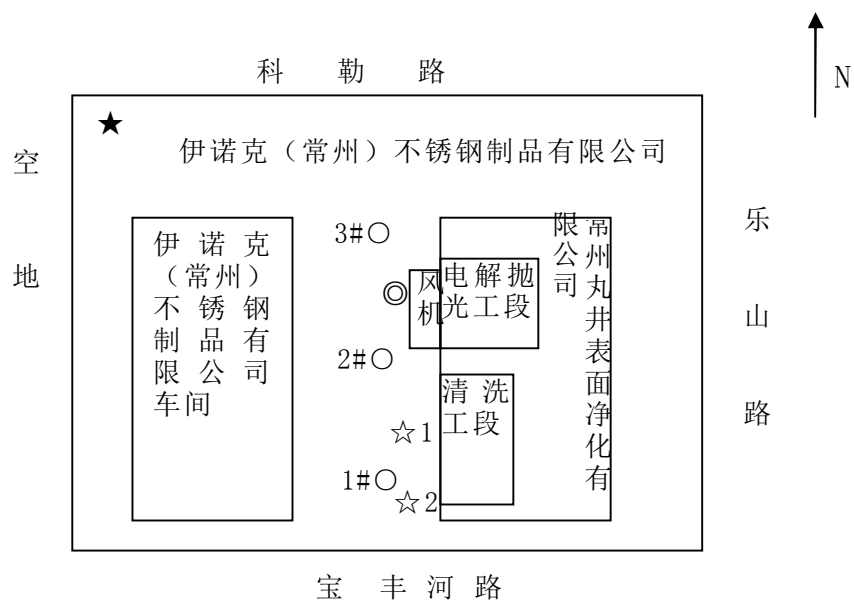 科 勒 路
N
★
伊诺克（常州）不锈钢制品有限公司
空
地
伊 诺 克
（常州）
不 锈 钢
制 品 有
限 公 司
车间
3#○
◎
风
机
电解抛
光工段
常州丸井表面净化有
限公司
2#○
清 洗
工段
☆1
1#○
☆2
乐
山
路
宝 丰 河 路